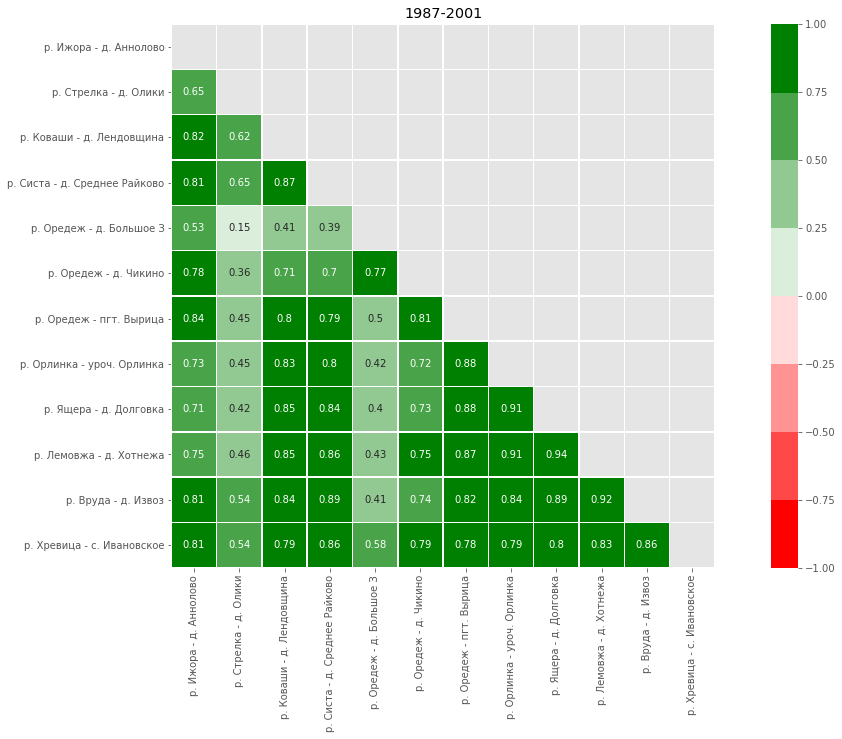 1987-2001
р. Ижора - д. Аннолово
р. Стрелка - д. Олики
0.65
р. Коваши - д. Лендовщина
0.82 0.62
р. Систа - д. Среднее Райково
0.81 0.65 0.87
р. Оредеж - д. Большое З
0.53 0.15 0.41 0.39
р. Оредеж - д. Чикино
0.78 0.36 0.71 0.7 0.77
р. Оредеж - пгт. Вырица
0.84 0.45 0.8 0.79 0.5 0.81
р. Орлинка - уроч. Орлинка
0.73 0.45 0.83 0.8 0.42 0.72 0.88
р. Ящера - д. Долговка
0.71 0.42 0.85 0.84 0.4 0.73 0.88 0.91
р. Лемовжа - д. Хотнежа
0.75 0.46 0.85 0.86 0.43 0.75 0.87 0.91 0.94
р. Вруда - д. Извоз
0.81 0.54 0.84 0.89 0.41 0.74 0.82 0.84 0.89 0.92
р. Хревица - с. Ивановское
0.81 0.54 0.79 0.86 0.58 0.79 0.78 0.79 0.8 0.83 0.86
р. Ижора - д. Аннолово
р. Стрелка - д. Олики
р. Коваши - д. Лендовщина
р. Систа - д. Среднее Райково
р. Оредеж - д. Большое З
р. Оредеж - д. Чикино
р. Оредеж - пгт. Вырица
р. Орлинка - уроч. Орлинка
р. Ящера - д. Долговка
р. Лемовжа - д. Хотнежа
р. Вруда - д. Извоз
р. Хревица - с. Ивановское
1.00
0.75
0.50
0.25
0.00
−0.25
−0.50
−0.75
−1.00